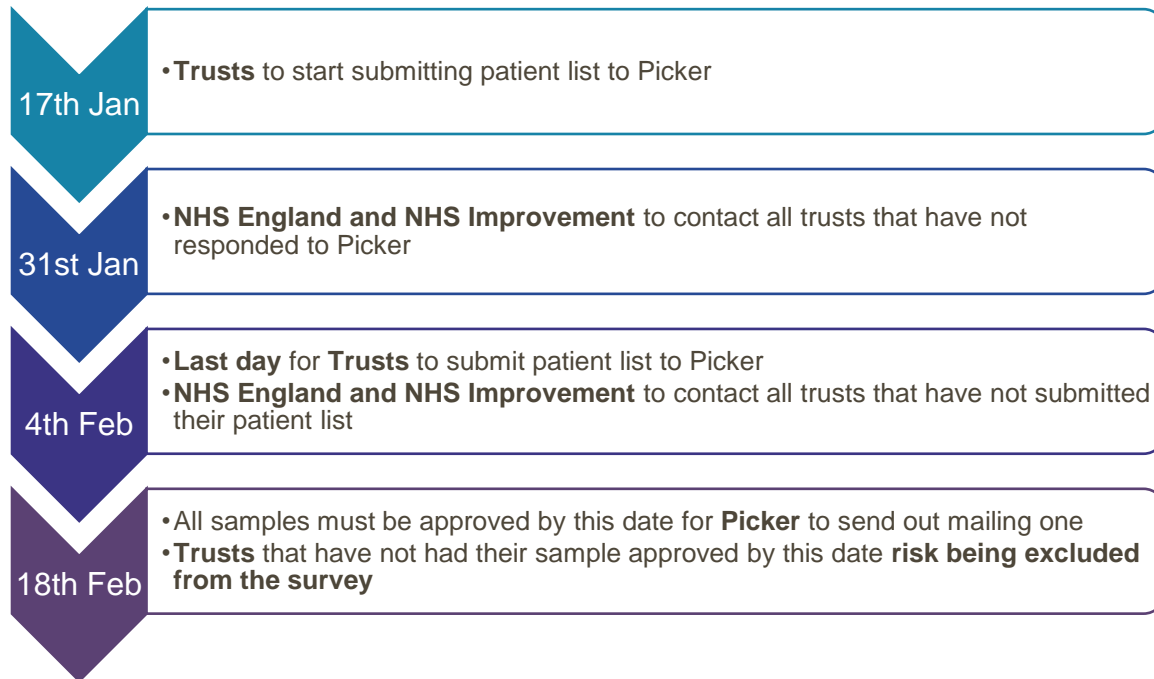 17th Jan
•Trusts to start submitting patient list to Picker
31st Jan
•NHS England and NHS Improvement to contact all trusts that have not
responded to Picker
4th Feb
•Last day for Trusts to submit patient list to Picker
•NHS England and NHS Improvement to contact all trusts that have not submitted
their patient list
18th Feb
•All samples must be approved by this date for Picker to send out mailing one
•Trusts that have not had their sample approved by this date risk being excluded
from the survey